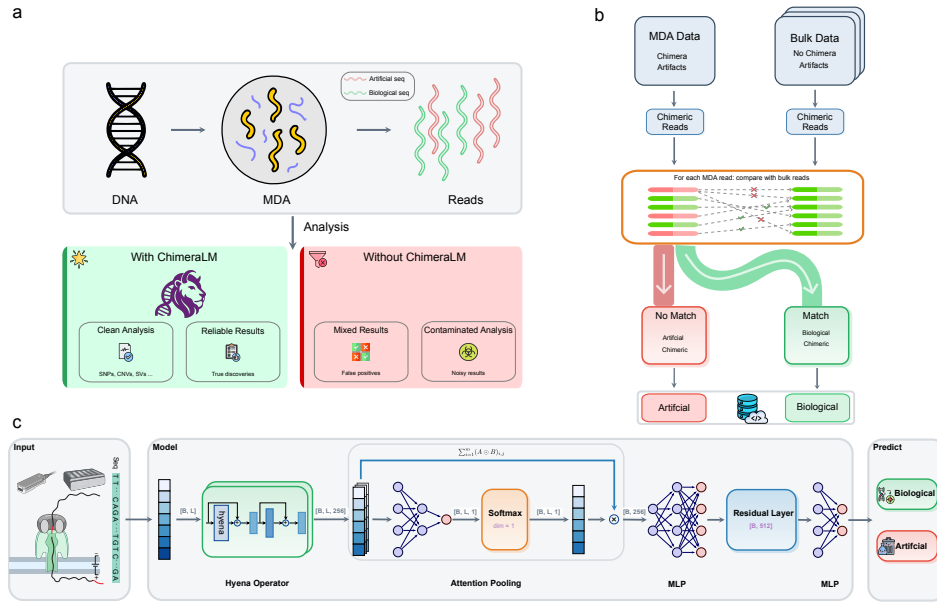 a
Artificial seq
Biological seq
DNA
MDA
Reads
Analysis
With ChimeraLM
Clean Analysis
SNPs, CNVs, SVs ...
Reliable Results
True discoveries
Without ChimeraLM
Mixed Results
False positives
Contaminated Analysis
Noisy results
b
MDA Data
Chimera
Artifacts
Bulk Data
No Chimera
Artifacts
Chimeric
Reads
Chimeric
Reads
For each MDA read: compare with bulk reads
No Match
Artifcial
Chimeric
Match
Biological
Chimeric
Artifcial
Biological
c
Input
Seq
TT··CAGA··TGTC··GA
Model
[B, L]
hyena
Hyena Operator
[B, L, 256]
[B, L, 1]
Softmax
dim = 1
[B, L, 1]
Attention Pooling
[B, 256]
MLP
Residual Layer
[B, 512]
MLP
Predict
Biological
Artifcial